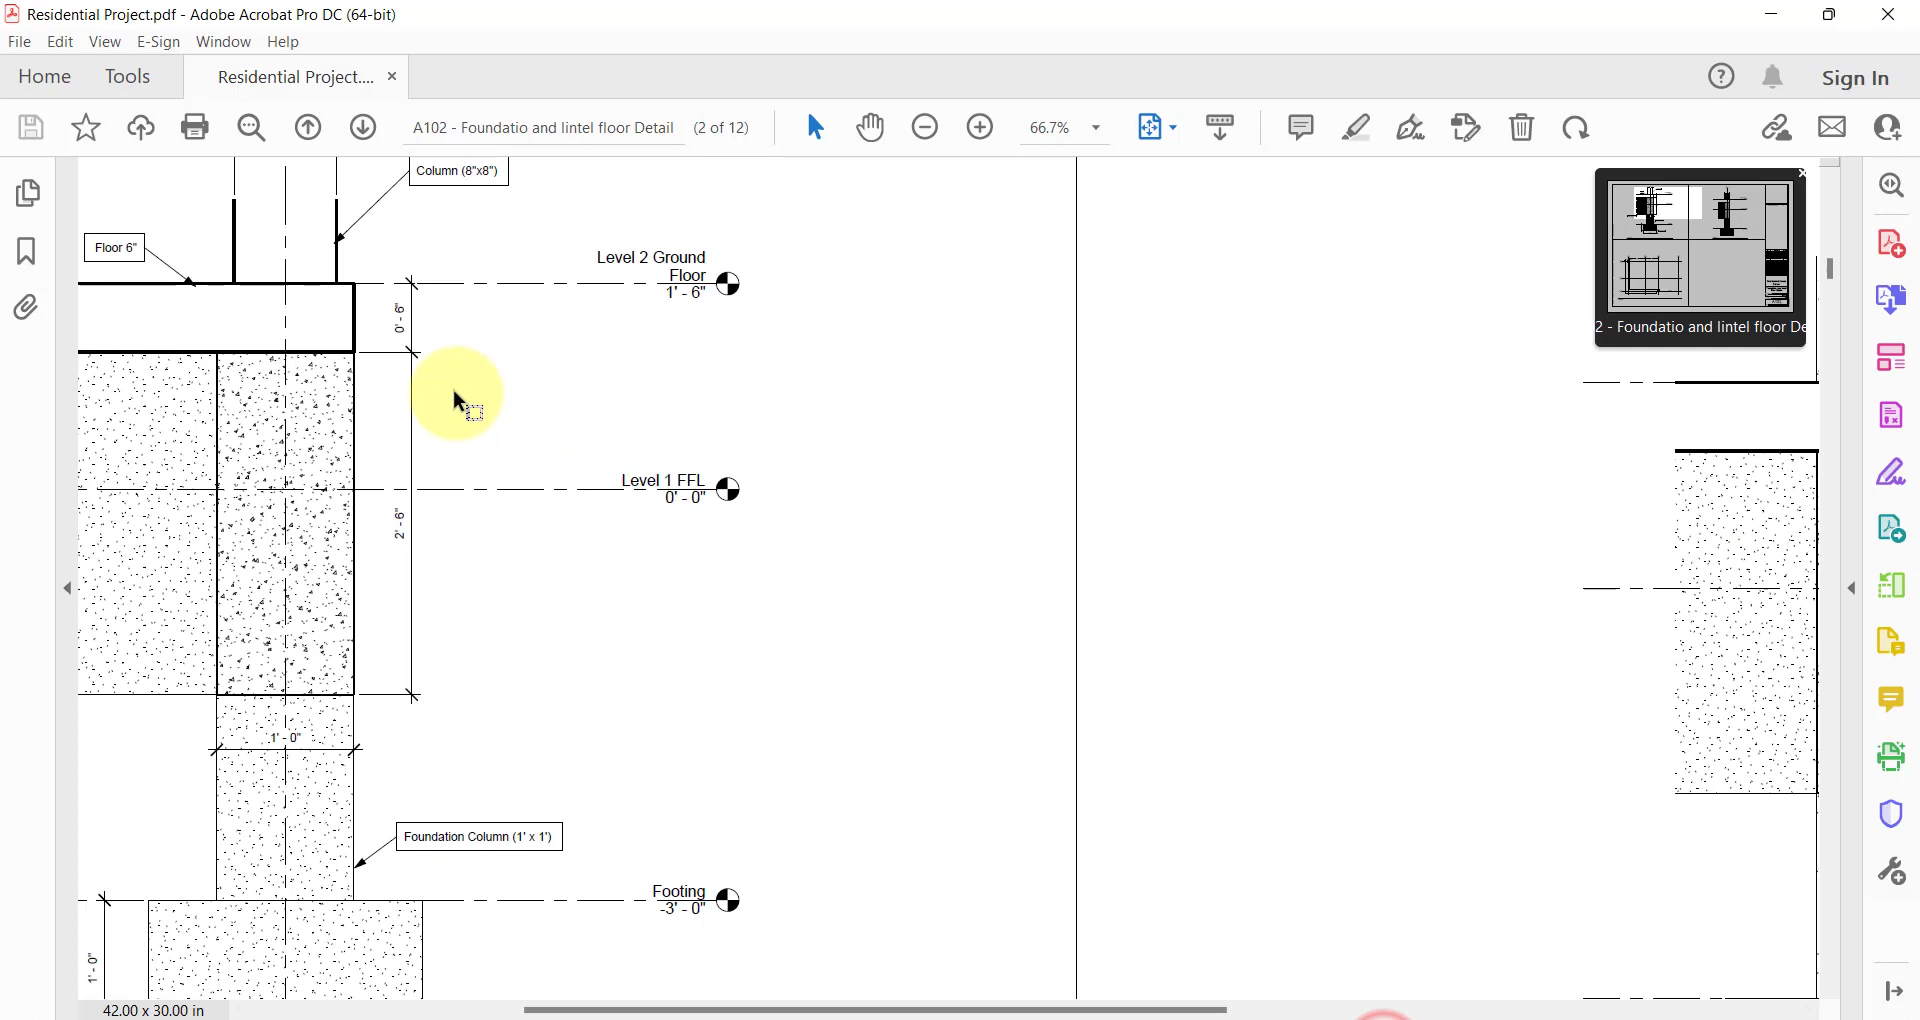 Residential Project.pdf - Adobe Acrobat Pro DC (64-bit)
File Edit View E-Sign Window Help
Home Tools Residential Project....
Sign In
A102 - Foundatio and lintel floor Detail (2 of 12) 66.7%
Column (8"x8")
Floor 6"
Level 2 Ground
Floor
1' - 6"
0' - 6"
2 - Foundatio and lintel floor De
Level 1 FFL
0' - 0"
2' - 6"
1' - 0"
Foundation Column (1' x 1')
Footing
-3' - 0"
1' - 0"
42.00 x 30.00 in